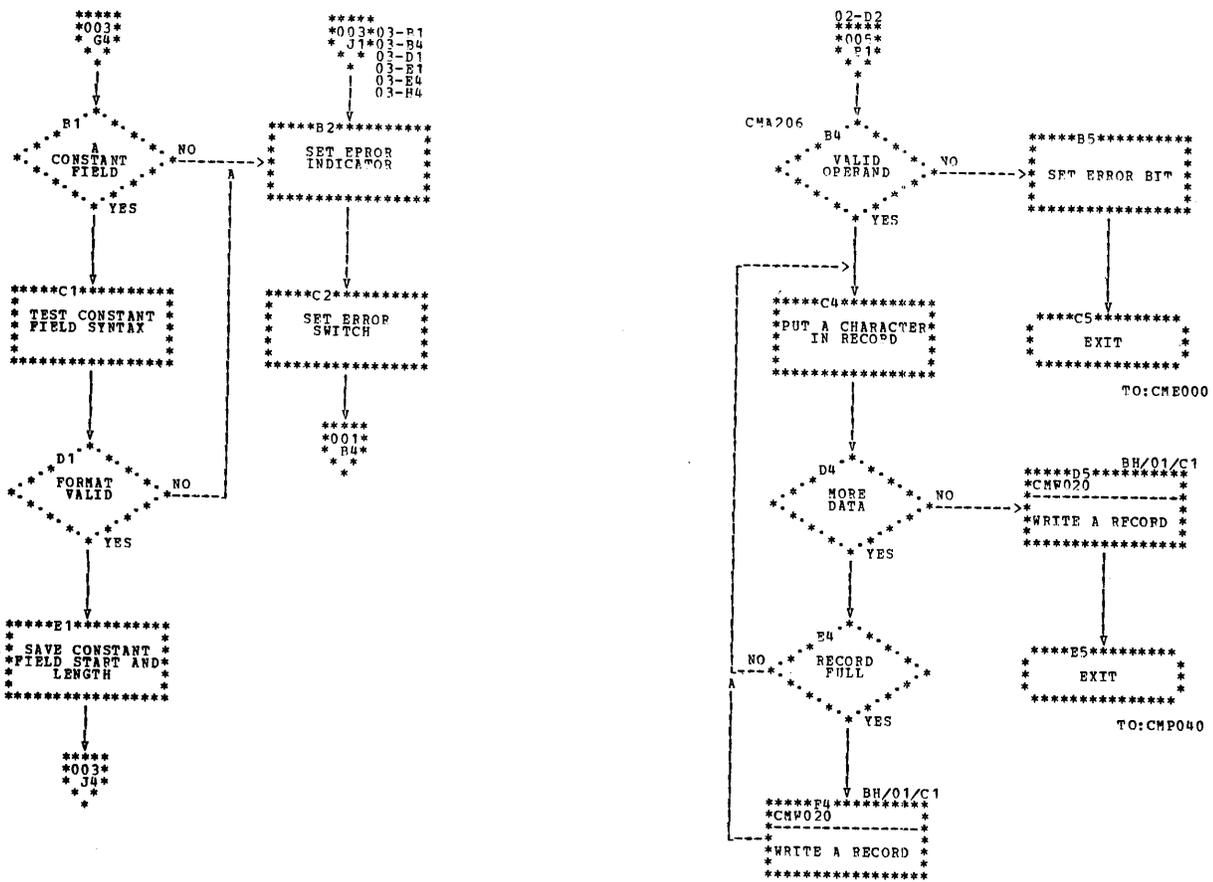 003
G4
B1
A
CONSTANT
FIELD
NO
YES
C1
TEST CONSTANT
FIELD SYNTAX
D1
FORMAT
VALID
NO
YES
E1
SAVE CONSTANT
FIELD START AND
LENGTH
003
J4
003
J1
03-B1
03-B4
03-D1
03-E1
03-E4
03-H4
B2
SET ERROR
INDICATOR
A
C2
SET ERROR
SWITCH
001
B4
02-D2
005
B1
CMA206
B4
VALID
OPERAND
NO
YES
B5
SET ERROR BIT
C5
EXIT
TO:CME000
C4
PUT A CHARACTER
IN RECORD
D4
MORE
DATA
NO
YES
BH/01/C1
D5
CMW020
WRITE A RECORD
E4
RECORD
FULL
NO
A
YES
E5
EXIT
TO:CMP040
BH/01/C1
F4
CMW020
WRITE A RECORD